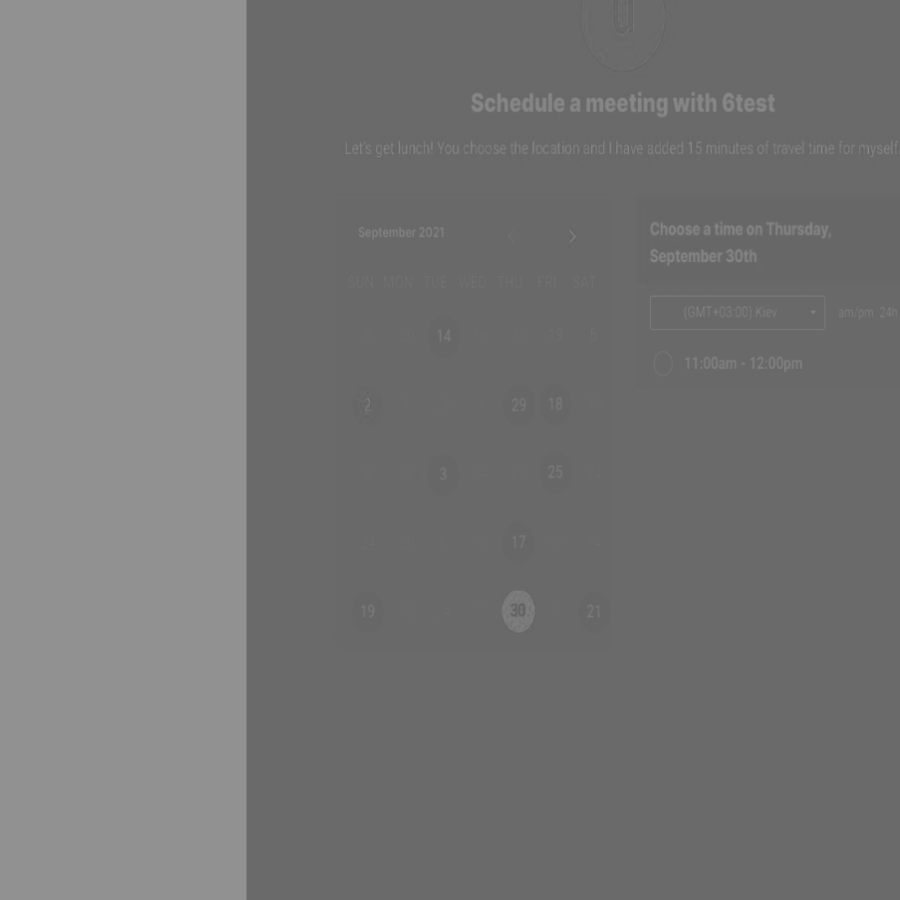 Schedule a meeting with 6test
Let's get lunch! You choose the location and I have added 15 minutes of travel time for myself
September 2021
SUN MON TUE WED THU FRI SAT
14 19 5
2 29 18
3 25
17
19 30 21
Choose a time on Thursday,
September 30th
(GMT+03:00) Kiev am/pm 24h
11:00am - 12:00pm